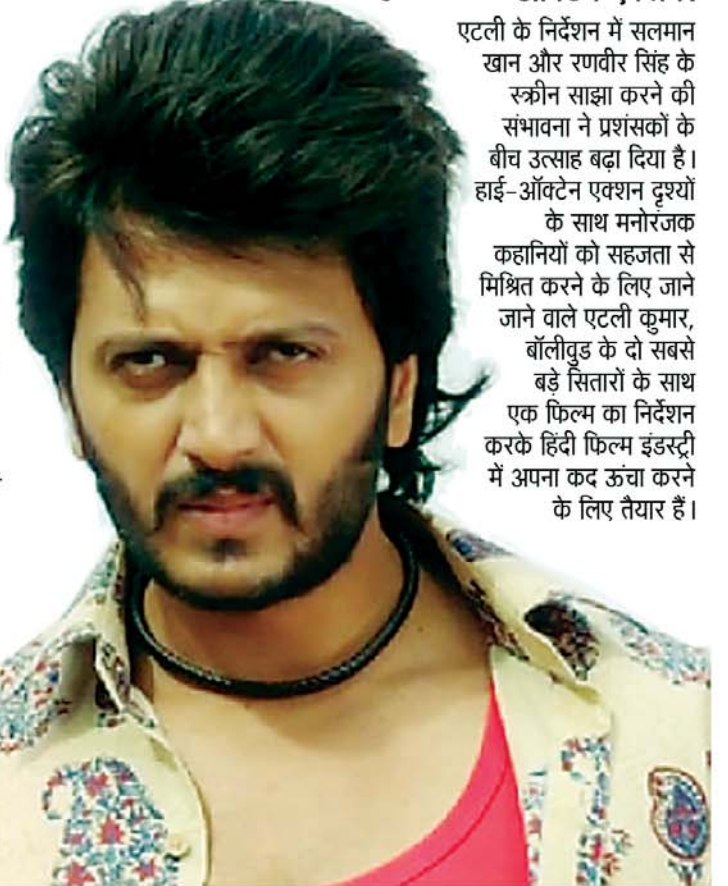 एटली के निर्देशन में सलमान
खान और रणवीर सिंह के
स्क्रीन साझा करने की
संभावना ने प्रशंसकों के
बीच उत्साह बढ़ा दिया है।
हाई-ऑक्टेन एक्शन दृश्यों
के साथ मनोरंजक
कहानियों को सहजता से
मिश्रित करने के लिए जाने
जाने वाले एटली कुमार,
बॉलीवुड के दो सबसे
बड़े सितारों के साथ
एक फिल्म का निर्देशन
करके हिंदी फिल्म इंडस्ट्री
में अपना कद ऊंचा करने
के लिए तैयार हैं।